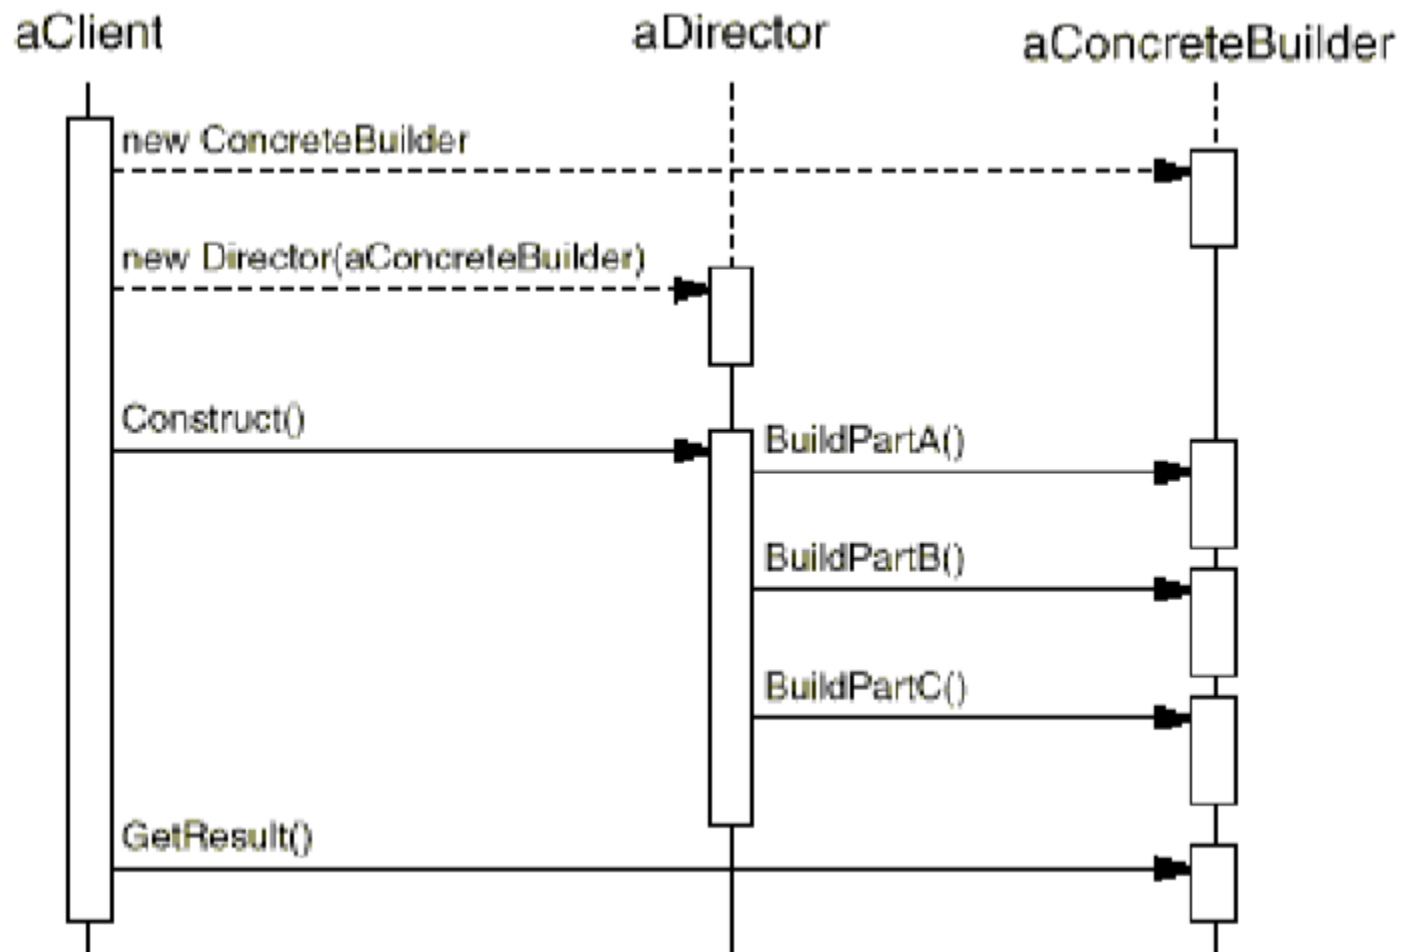 aClient
aDirector
aConcreteBuilder
new ConcreteBuilder
new Director(aConcreteBuilder)
Construct()
BuildPartA()
BuildPartB()
BuildPartC()
GetResult()